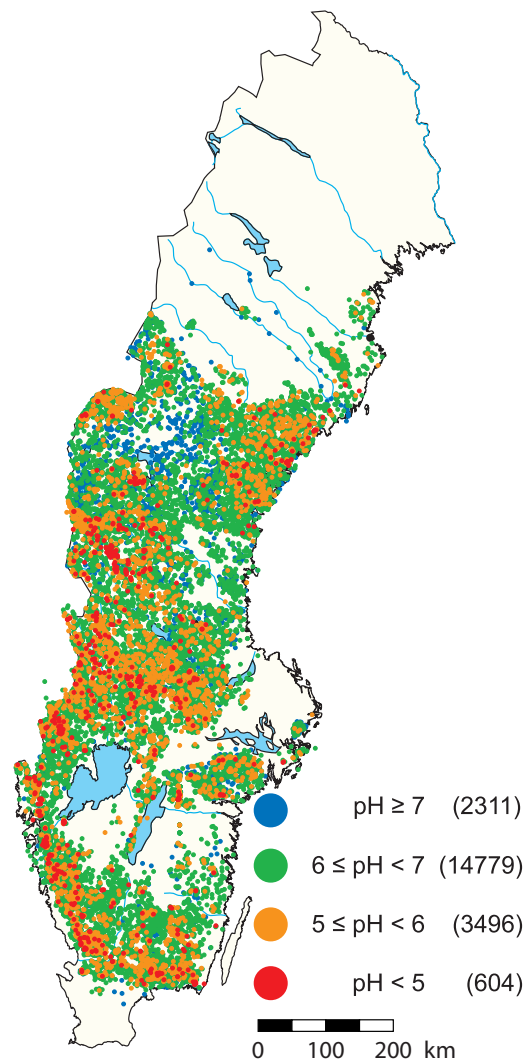 pH ≥ 7 (2311)
6 ≤ pH < 7 (14779)
5 ≤ pH < 6 (3496)
pH < 5 (604)
0 100 200 km